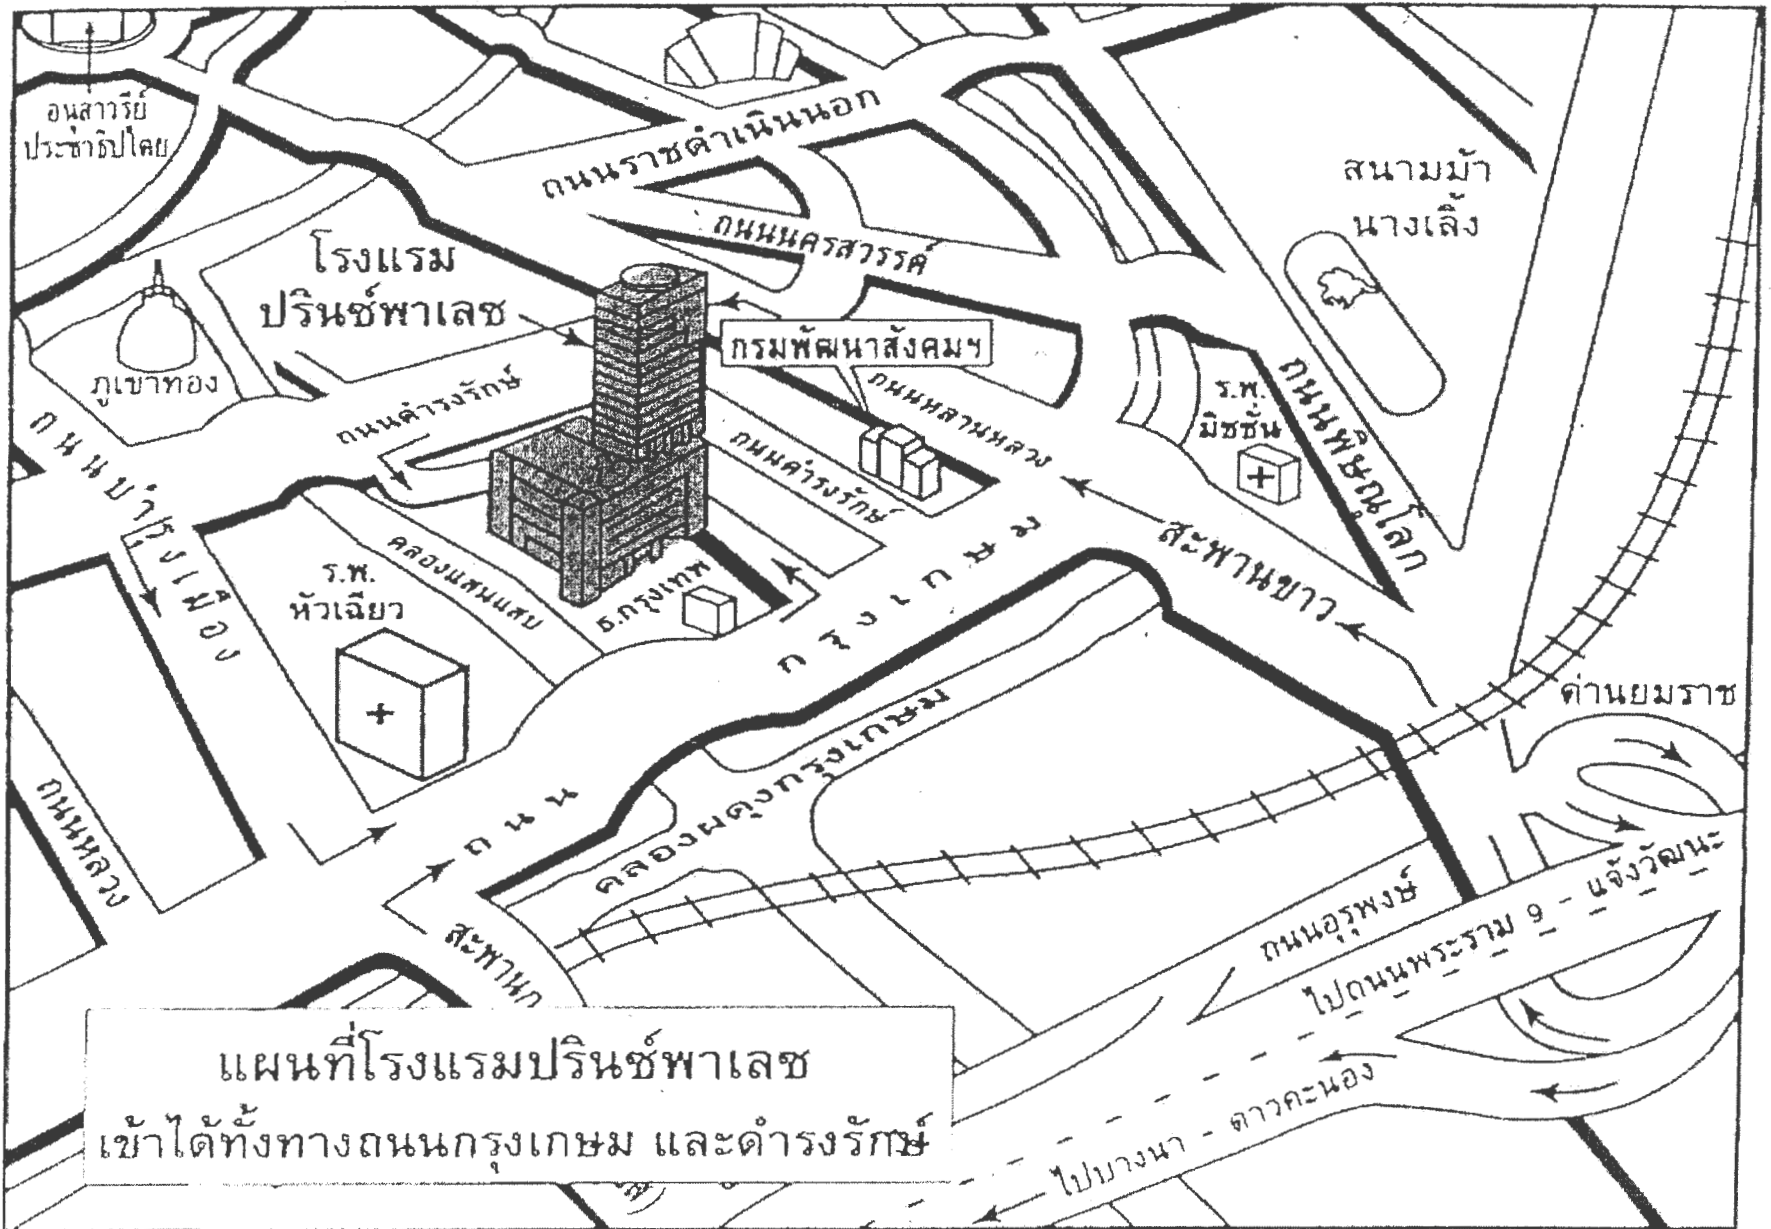 อนุสาวรีย์
ประชาธิปไตย
ถนนราชดำเนินนอก
สนามม้า
นางเลิ้ง
ถนนนครสวรรค์
โรงแรม
ปรินซ์พาเลซ
กรมพัฒนาสังคมฯ
ภูเขาทอง
ถนนดำรงรักษ์
ถนนหลานหลวง
ร.พ.
มิชชั่น
ถนนพิษณุโลก
ถนนบำรุงเมือง
ถนนดำรงรักษ์
สะพานขาว
คลองแสนแสบ
ธ.กรุงเทพ
ร.พ.
หัวเฉียว
ถนน กรุงเกษม
ด่านยมราช
คลองผดุงกรุงเกษม
ถนนหลวง
สะพานก
ถนนอุรุพงษ์
ไปถนนพระราม 9 - แจ้งวัฒนะ
ไปบางนา - ดาวคะนอง
แผนที่โรงแรมปรินซ์พาเลซ
เข้าได้ทั้งทางถนนกรุงเกษม และดำรงรักษ์